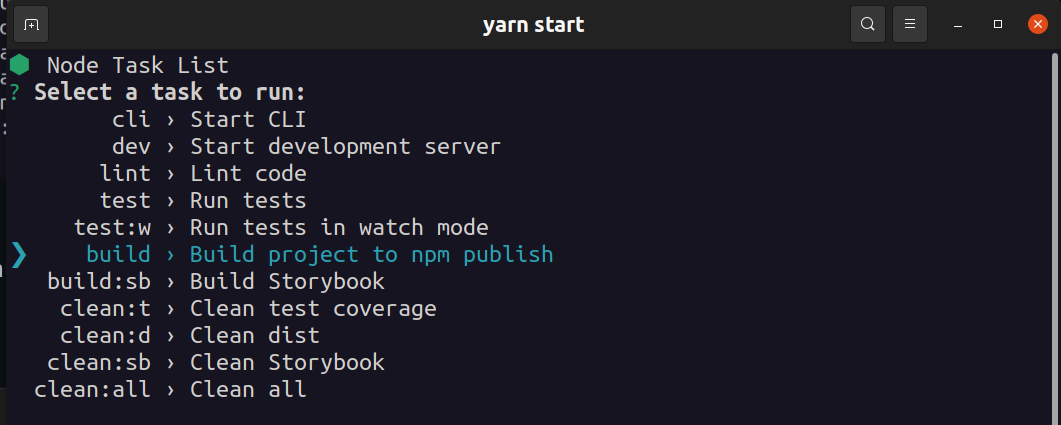 yarn start
Node Task List
? Select a task to run:
cli › Start CLI
dev › Start development server
lint › Lint code
test › Run tests
test:w › Run tests in watch mode
❯ build › Build project to npm publish
build:sb › Build Storybook
clean:t › Clean test coverage
clean:d › Clean dist
clean:sb › Clean Storybook
clean:all › Clean all